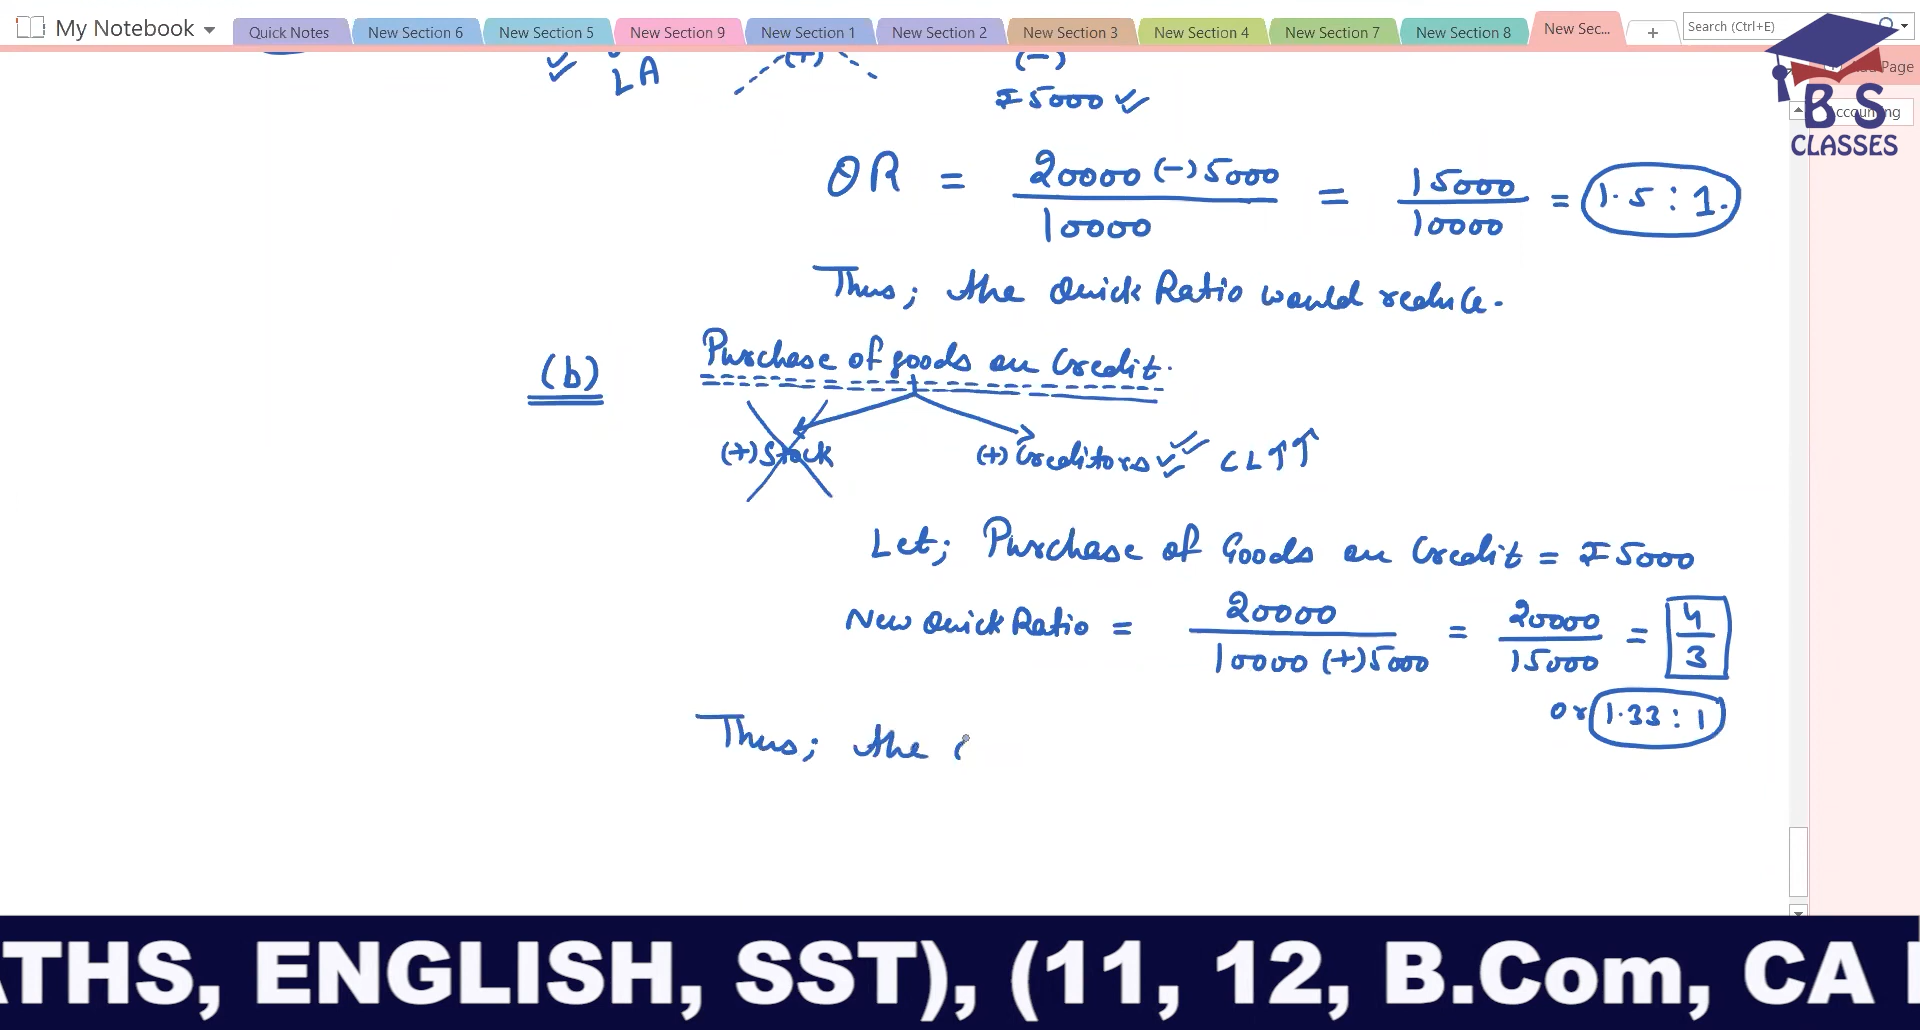 My Notebook
Quick Notes New Section 6 New Section 5 New Section 9 New Section 1 New Section 2 New Section 3 New Section 4 New Section 7 New Section 8 New Sec... +
Search (Ctrl+E)
Page
B S
ccounting
CLASSES
LA (+) (-)
₹5000
QR = 20000 (-) 5000 / 10000 = 15000 / 10000 = 1.5 : 1.
Thus; the Quick Ratio would reduce.
(b) Purchase of goods on Credit.
(+) Stock (+) Creditors CL↑↑
Let; Purchase of Goods on Credit = ₹5000
New Quick Ratio = 20000 / 10000 (+) 5000 = 20000 / 15000 = 4 / 3
or 1.33 : 1
Thus; the
THS, ENGLISH, SST), (11, 12, B.Com, CA